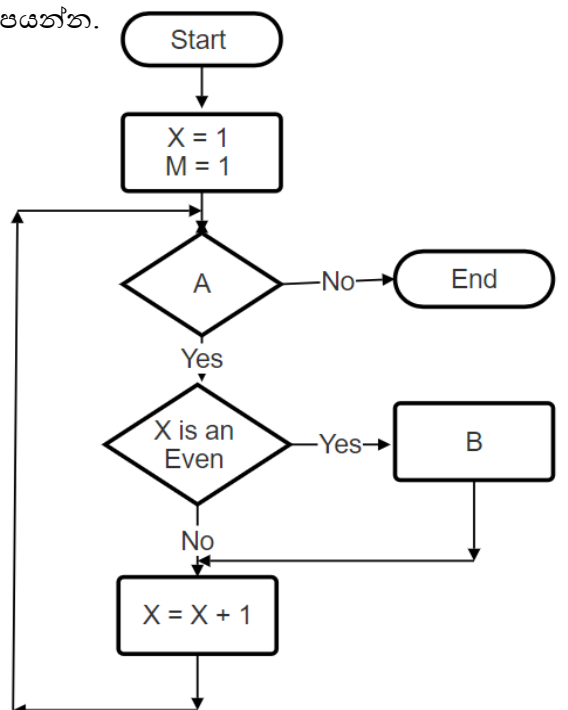 පයන්න.
Start
X = 1
M = 1
A
No
End
Yes
X is an
Even
Yes
B
No
X = X + 1